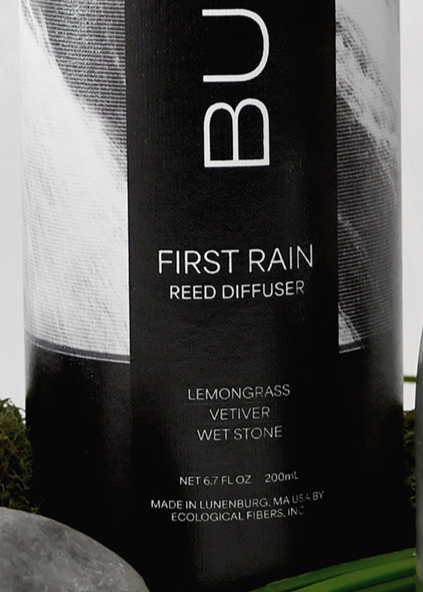 BU
FIRST RAIN
REED DIFFUSER
LEMONGRASS
VETIVER
WET STONE
NET 6.7 FL OZ 200mL
MADE IN LUNENBURG, MA USA BY
ECOLOGICAL FIBERS, INC